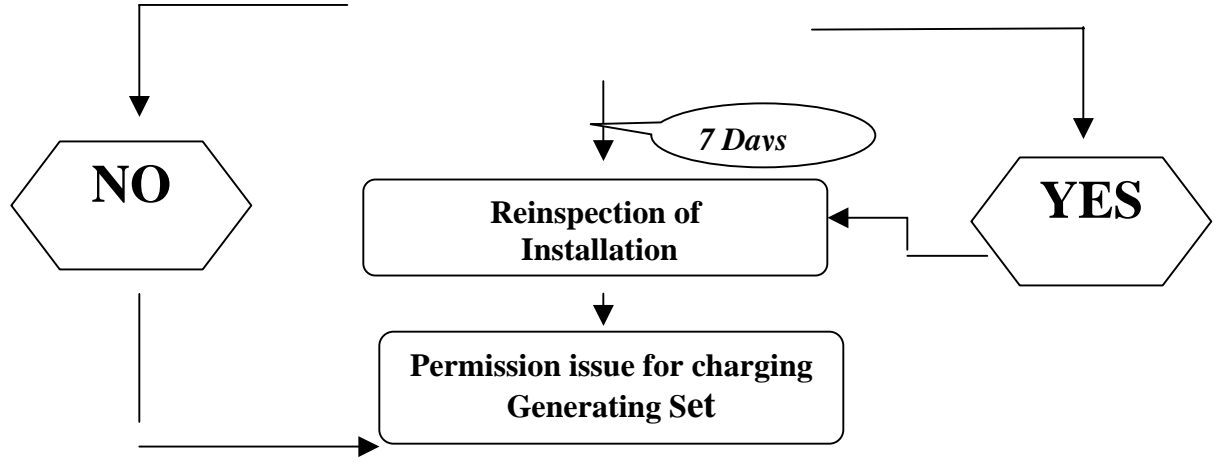 7 Days
NO
YES
Reinspection of
Installation
Permission issue for charging
Generating Set